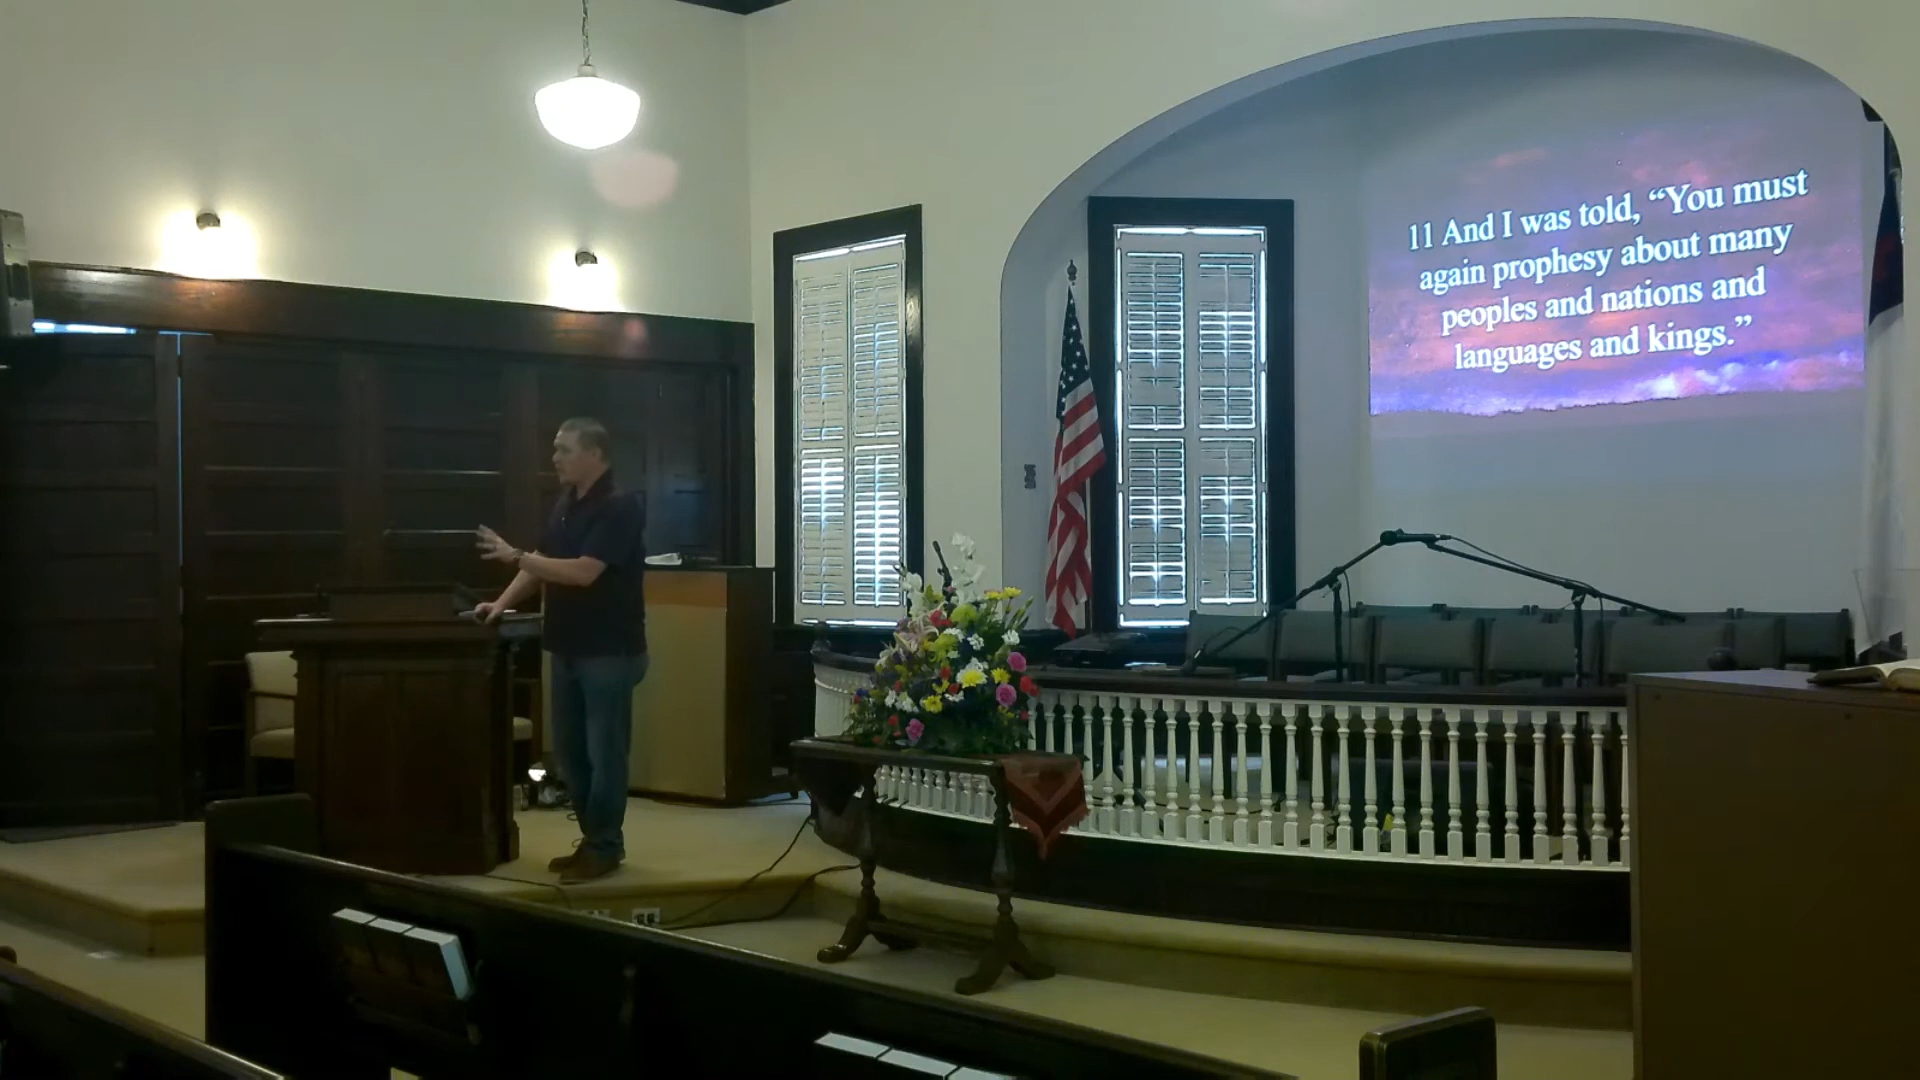 11 And I was told, “You must
again prophesy about many
peoples and nations and
languages and kings.”